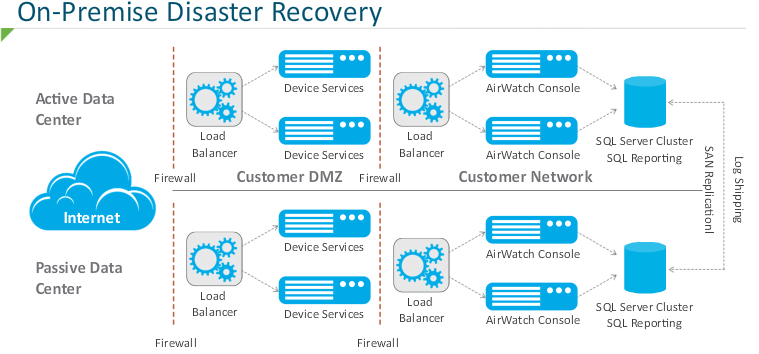 On-Premise Disaster Recovery
Active Data
Center
Load
Balancer
Device Services
Device Services
Load
Balancer
AirWatch Console
AirWatch Console
SQL Server Cluster
SQL Reporting
Firewall
Customer DMZ
Firewall
Customer Network
SAN Replicationl
Log Shipping
Internet
Passive Data
Center
Load
Balancer
Device Services
Device Services
Load
Balancer
AirWatch Console
AirWatch Console
SQL Server Cluster
SQL Reporting
Firewall
Firewall